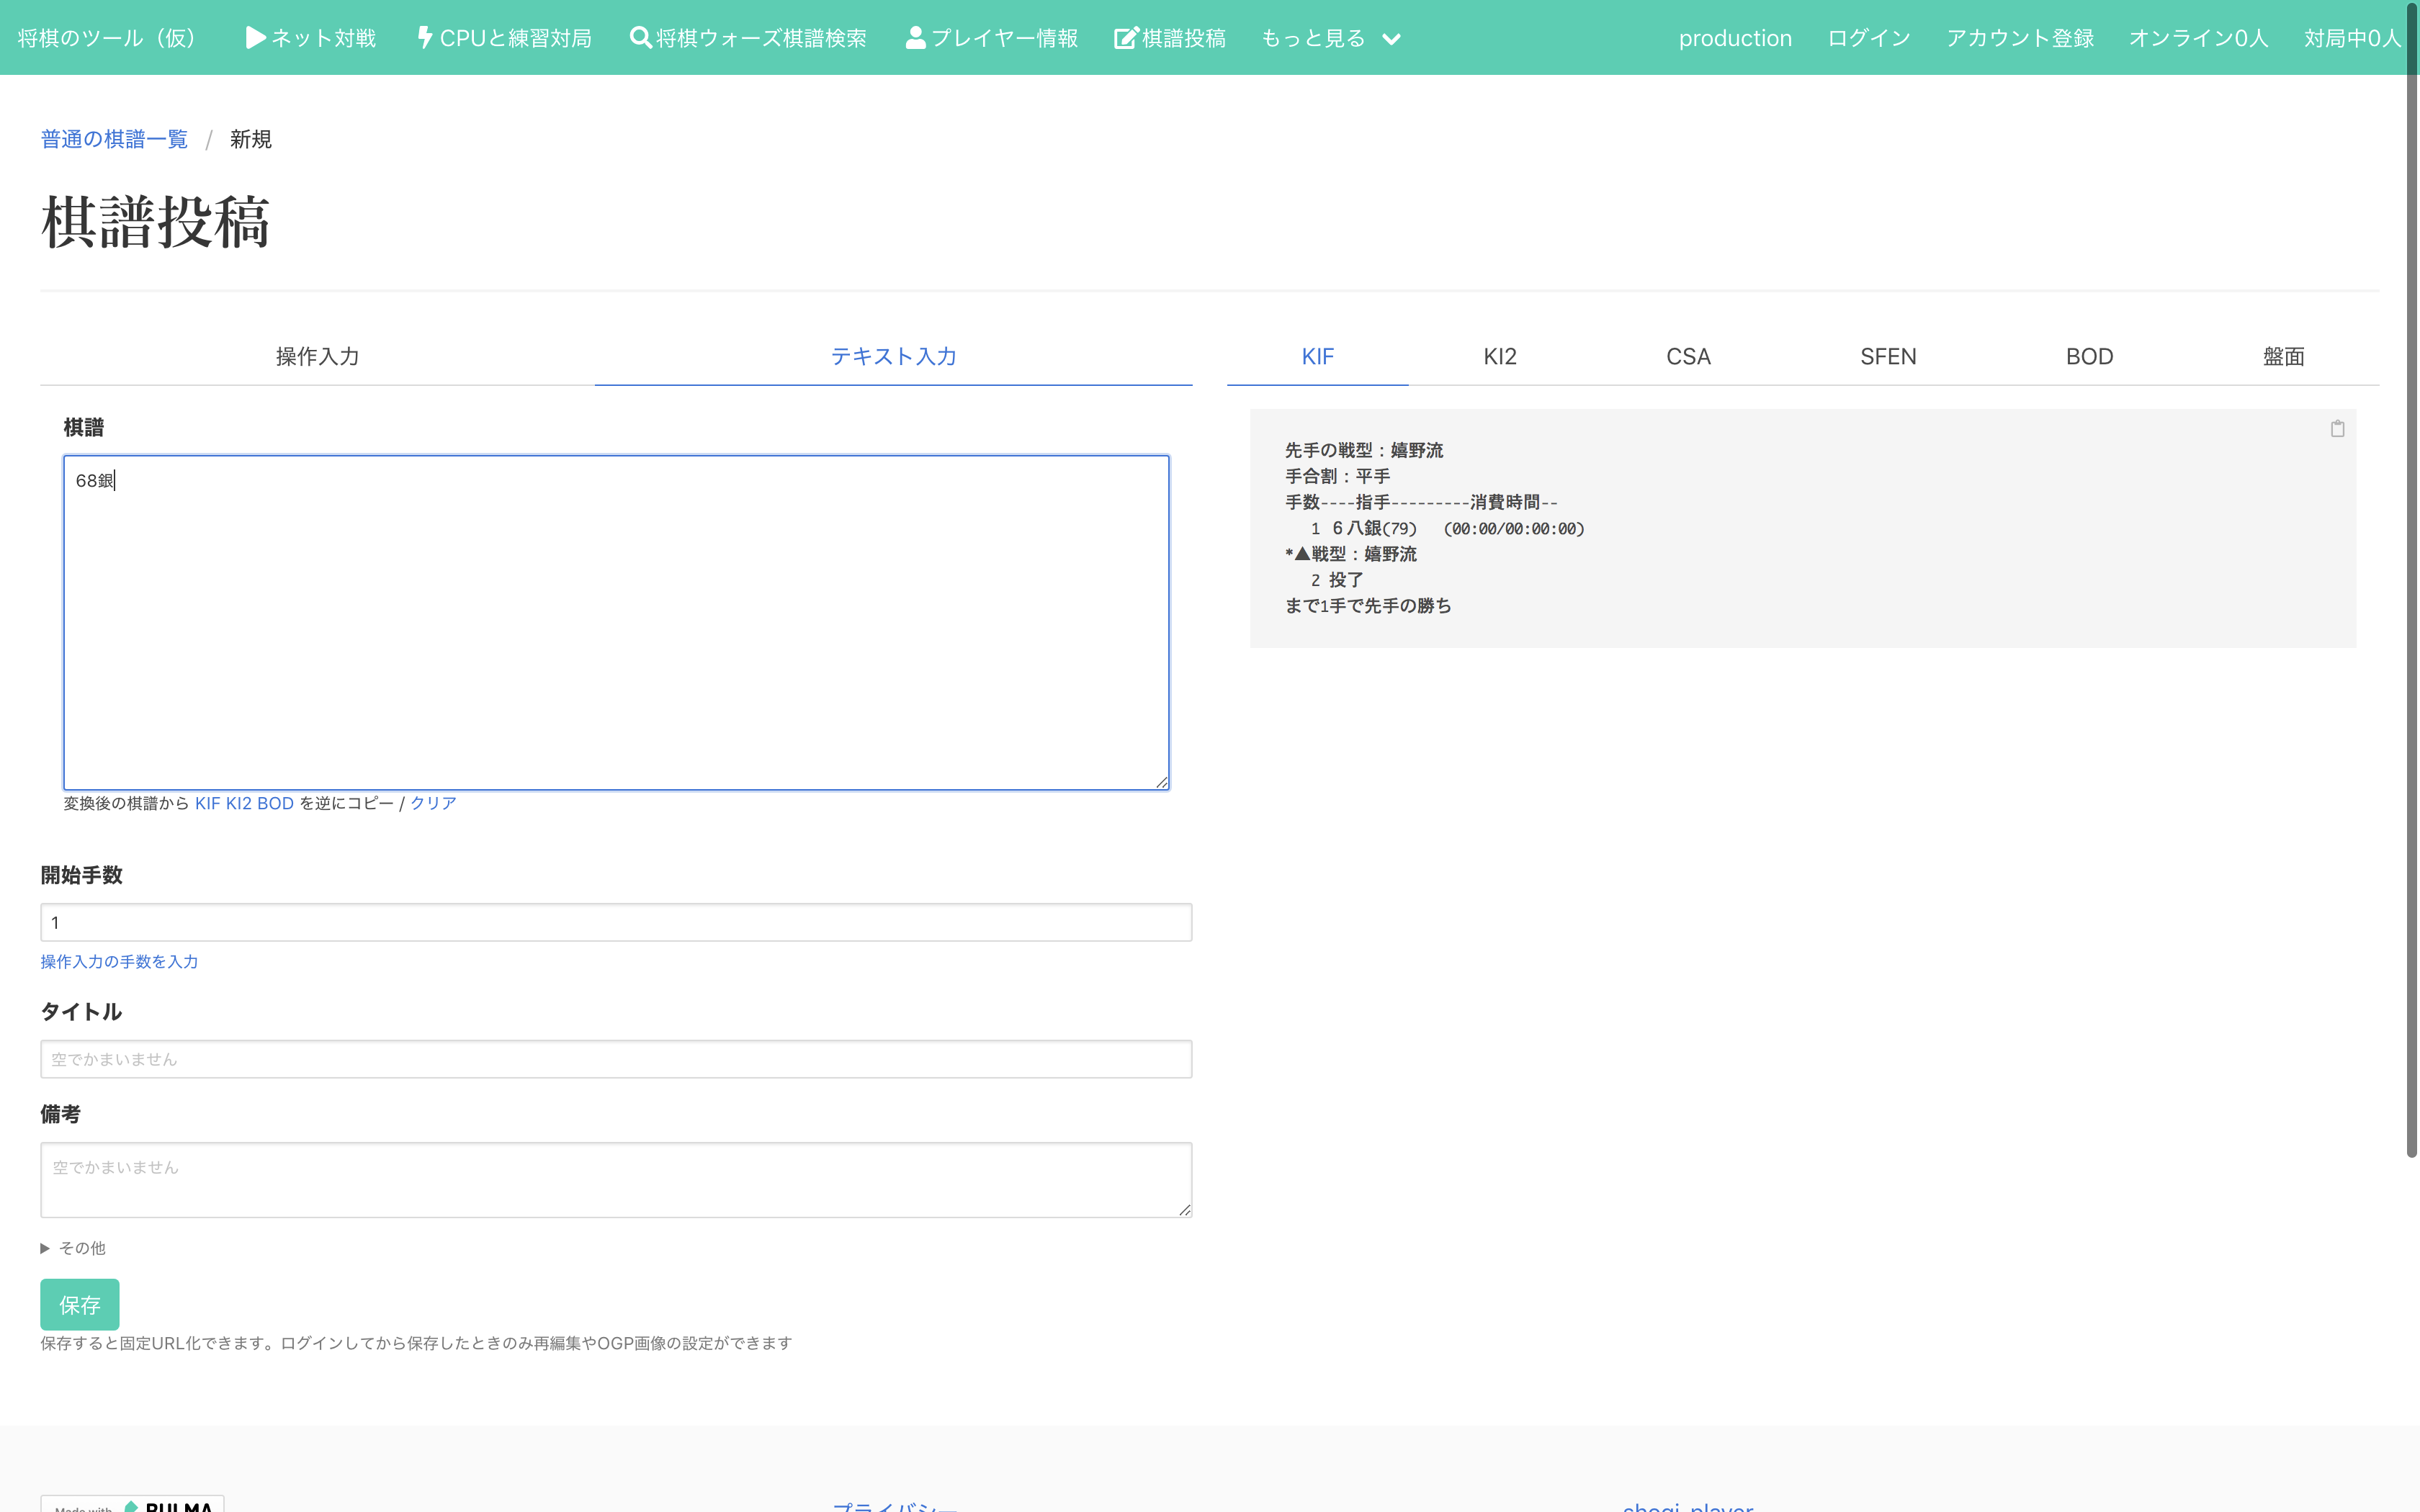 将棋のツール（仮） ネット対戦 CPUと練習対局 将棋ウォーズ棋譜検索 プレイヤー情報 棋譜投稿 もっと見る production ログイン アカウント登録 オンライン0人 対局中0人
普通の棋譜一覧 / 新規
棋譜投稿
操作入力 テキスト入力
棋譜
68銀
変換後の棋譜から KIF KI2 BOD を逆にコピー / クリア
開始手数
1
操作入力の手数を入力
タイトル
空でかまいません
備考
空でかまいません
▶ その他
保存
保存すると固定URL化できます。ログインしてから保存したときのみ再編集やOGP画像の設定ができます
KIF KI2 CSA SFEN BOD 盤面
先手の戦型：嬉野流
手合割：平手
手数----指手---------消費時間--
1 ６八銀(79) (00:00/00:00:00)
*▲戦型：嬉野流
2 投了
まで1手で先手の勝ち
Made with BULMA プライバシー shogi-player